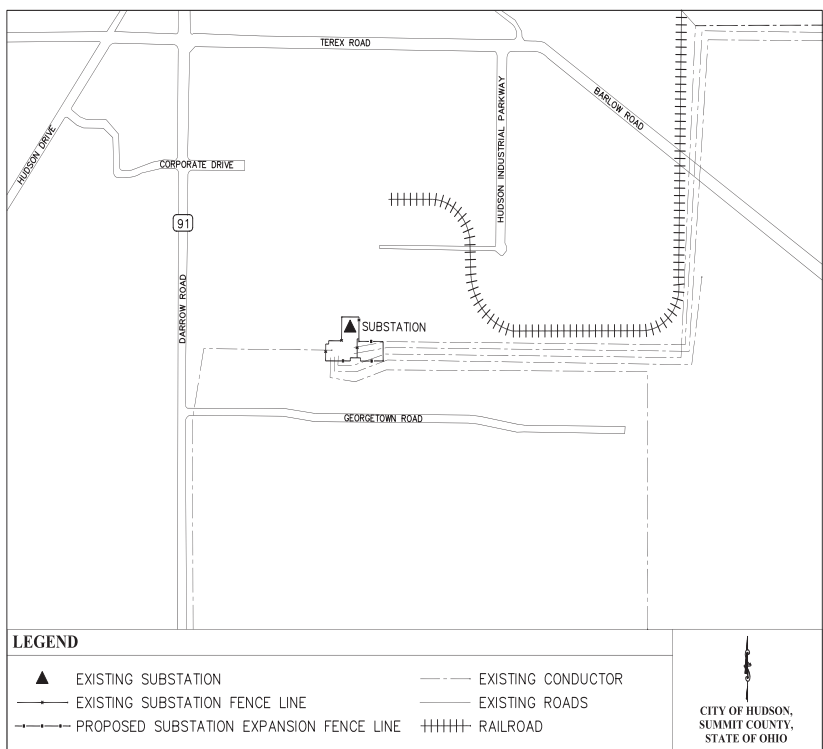 TEREX ROAD
BARLOW ROAD
HUDSON INDUSTRIAL PARKWAY
HUDSON DRIVE
CORPORATE DRIVE
91
DARROW ROAD
SUBSTATION
GEORGETOWN ROAD
LEGEND
EXISTING SUBSTATION
EXISTING SUBSTATION FENCE LINE
PROPOSED SUBSTATION EXPANSION FENCE LINE
EXISTING CONDUCTOR
EXISTING ROADS
RAILROAD
CITY OF HUDSON,
SUMMIT COUNTY,
STATE OF OHIO